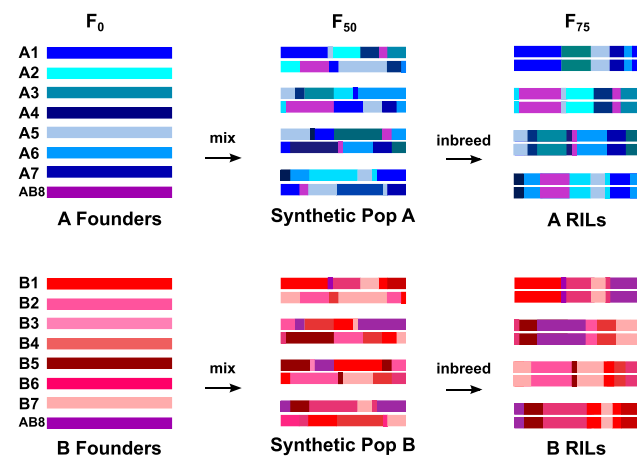 F0
F50
F75
A1
A2
A3
A4
A5
A6
A7
AB8
mix
inbreed
A Founders
Synthetic Pop A
A RILs
B1
B2
B3
B4
B5
B6
B7
AB8
mix
inbreed
B Founders
Synthetic Pop B
B RILs